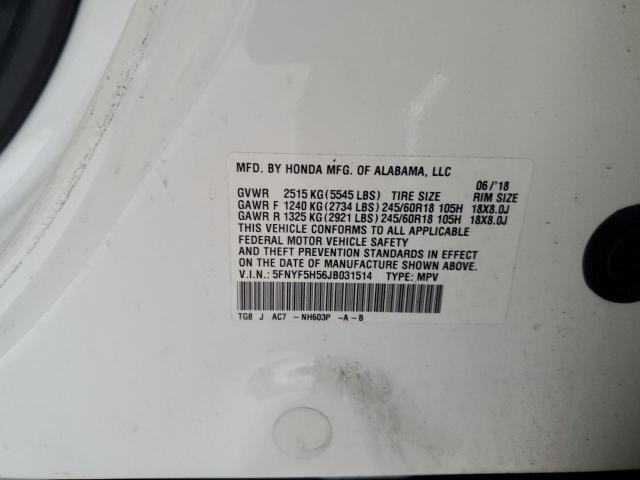 MFD. BY HONDA MFG. OF ALABAMA, LLC
06/'18
GVWR 2515 KG(5545 LBS) TIRE SIZE RIM SIZE
GAWR F 1240 KG(2734 LBS) 245/60R18 105H 18X8.0J
GAWR R 1325 KG(2921 LBS) 245/60R18 105H 18X8.0J
THIS VEHICLE CONFORMS TO ALL APPLICABLE
FEDERAL MOTOR VEHICLE SAFETY
AND THEFT PREVENTION STANDARDS IN EFFECT
ON THE DATE OF MANUFACTURE SHOWN ABOVE.
V.I.N.: 5FNYF5H56JB031514 TYPE: MPV
TG8 J AC7 -NH603P -A-B